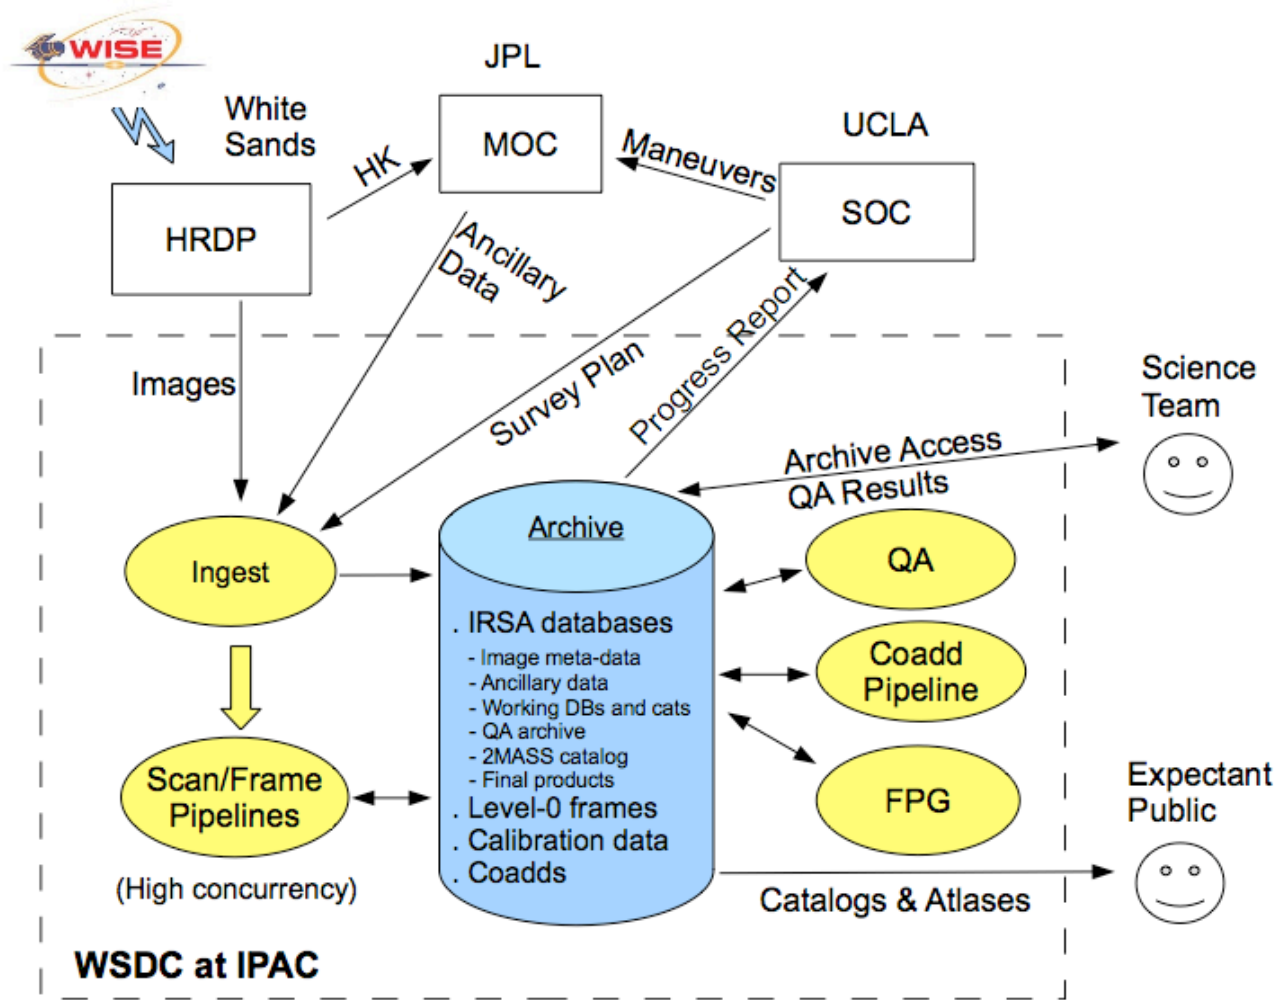 WISE
JPL
White
Sands
UCLA
MOC
HK
Maneuvers
SOC
HRDP
Ancillary
Data
Images
Survey Plan
Progress Report
Science
Team
Archive Access
QA Results
Archive
QA
Ingest
. IRSA databases
- Image meta-data
- Ancillary data
- Working DBs and cats
- QA archive
- 2MASS catalog
- Final products
. Level-0 frames
. Calibration data
. Coadds
Coadd
Pipeline
Scan/Frame
Pipelines
FPG
Expectant
Public
(High concurrency)
Catalogs & Atlases
WSDC at IPAC